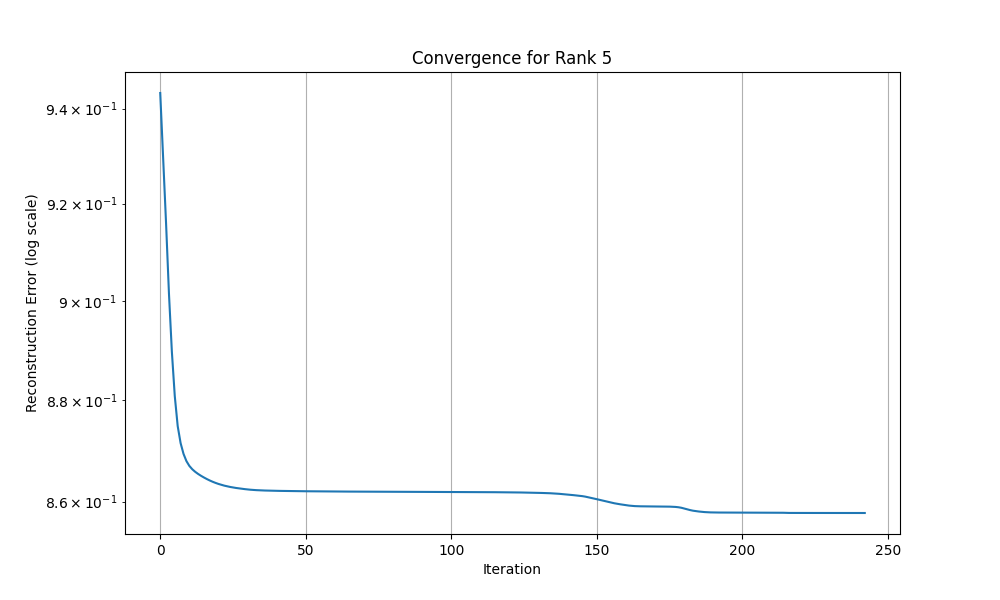 Convergence for Rank 5
Reconstruction Error (log scale)
9.4 × 10⁻¹
9.2 × 10⁻¹
9 × 10⁻¹
8.8 × 10⁻¹
8.6 × 10⁻¹
0 50 100 150 200 250
Iteration